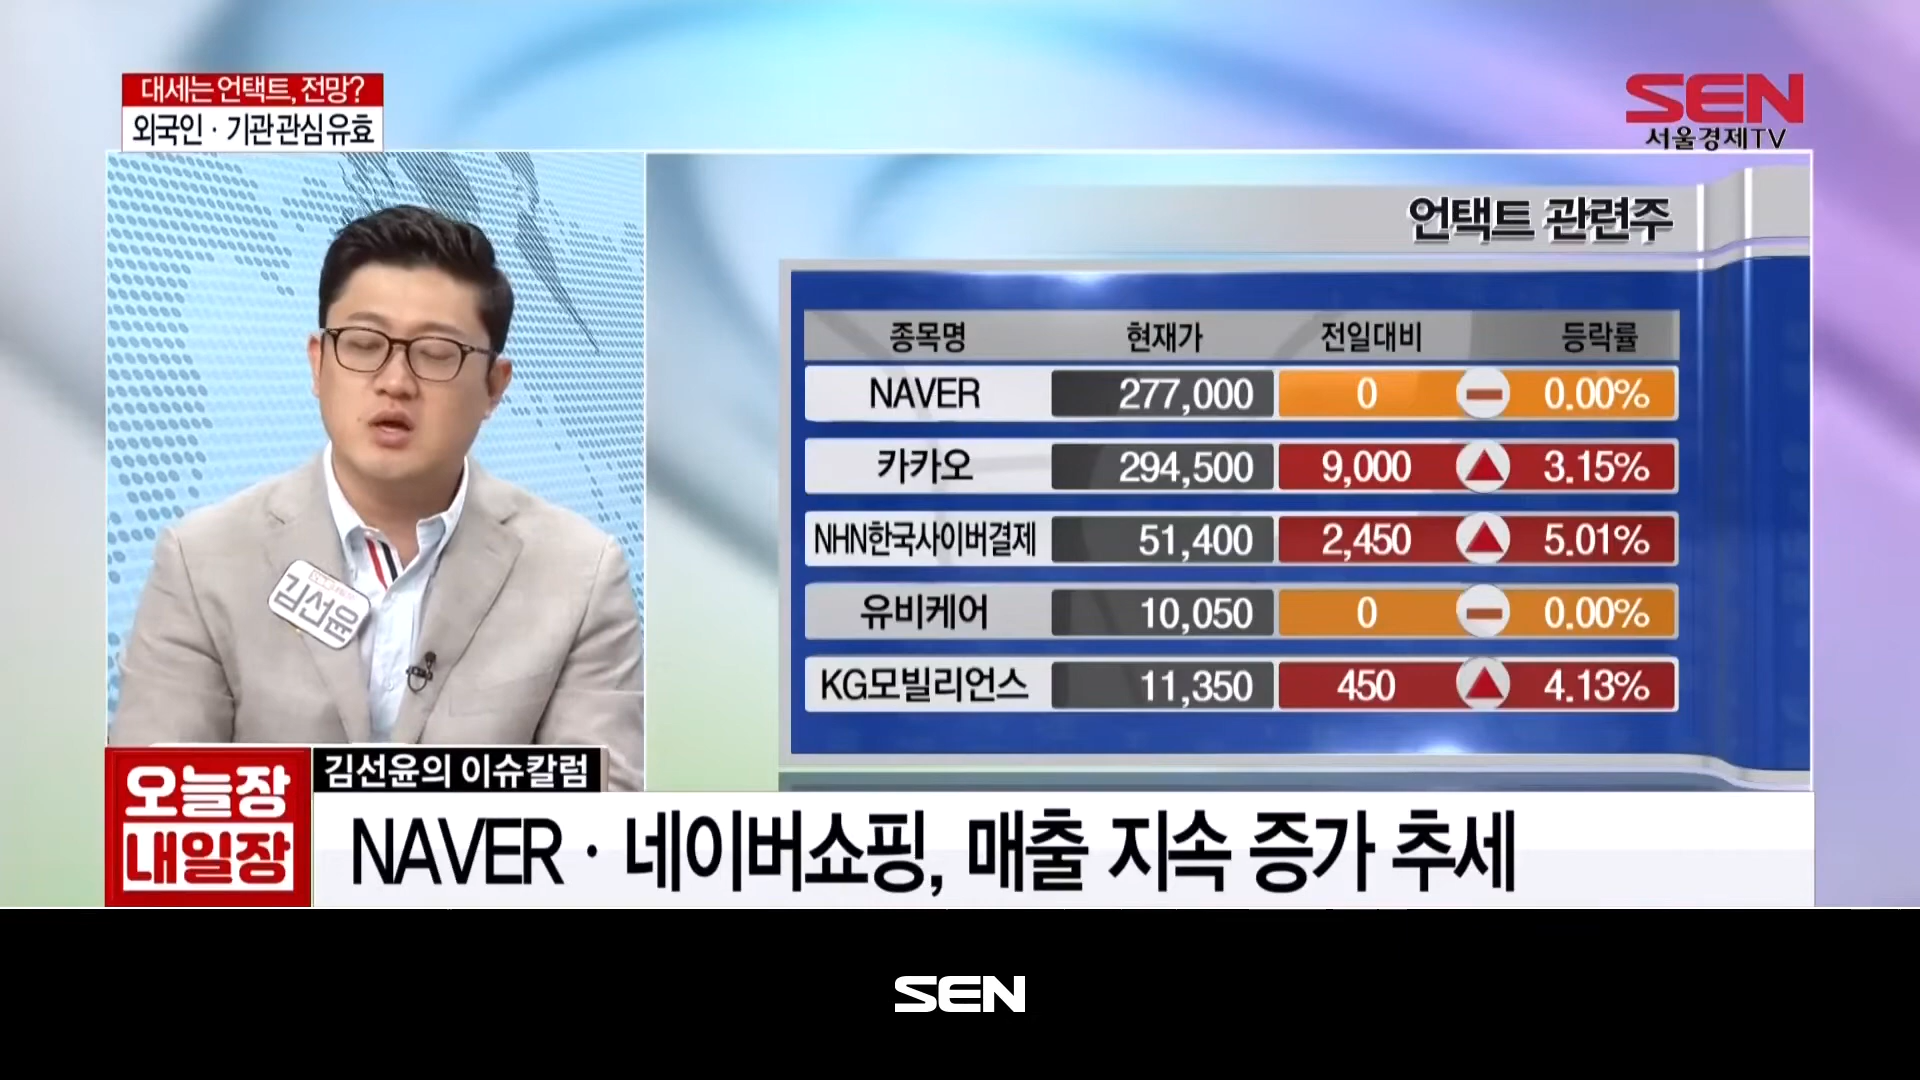 대세는 언택트, 전망?
외국인 · 기관 관심 유효
SEN
서울경제TV
언택트 관련주
종목명 현재가 전일대비 등락률
NAVER 277,000 0 0.00%
카카오 294,500 9,000 ▲ 3.15%
NHN한국사이버결제 51,400 2,450 ▲ 5.01%
유비케어 10,050 0 0.00%
KG모빌리언스 11,350 450 ▲ 4.13%
김선윤
오늘장
내일장
김선윤의 이슈칼럼
NAVER · 네이버쇼핑, 매출 지속 증가 추세
SEN